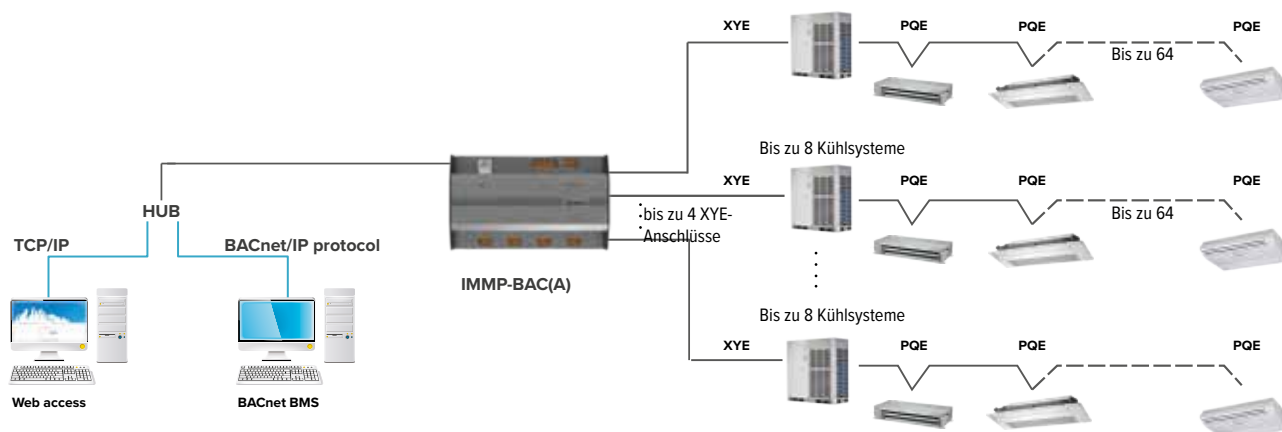 XYE
PQE
PQE
PQE
Bis zu 64
Bis zu 8 Kühlsysteme
XYE
PQE
PQE
PQE
Bis zu 64
HUB
bis zu 4 XYE-
Anschlüsse
TCP/IP
BACnet/IP protocol
IMMP-BAC(A)
Bis zu 8 Kühlsysteme
XYE
PQE
PQE
PQE
Web access
BACnet BMS